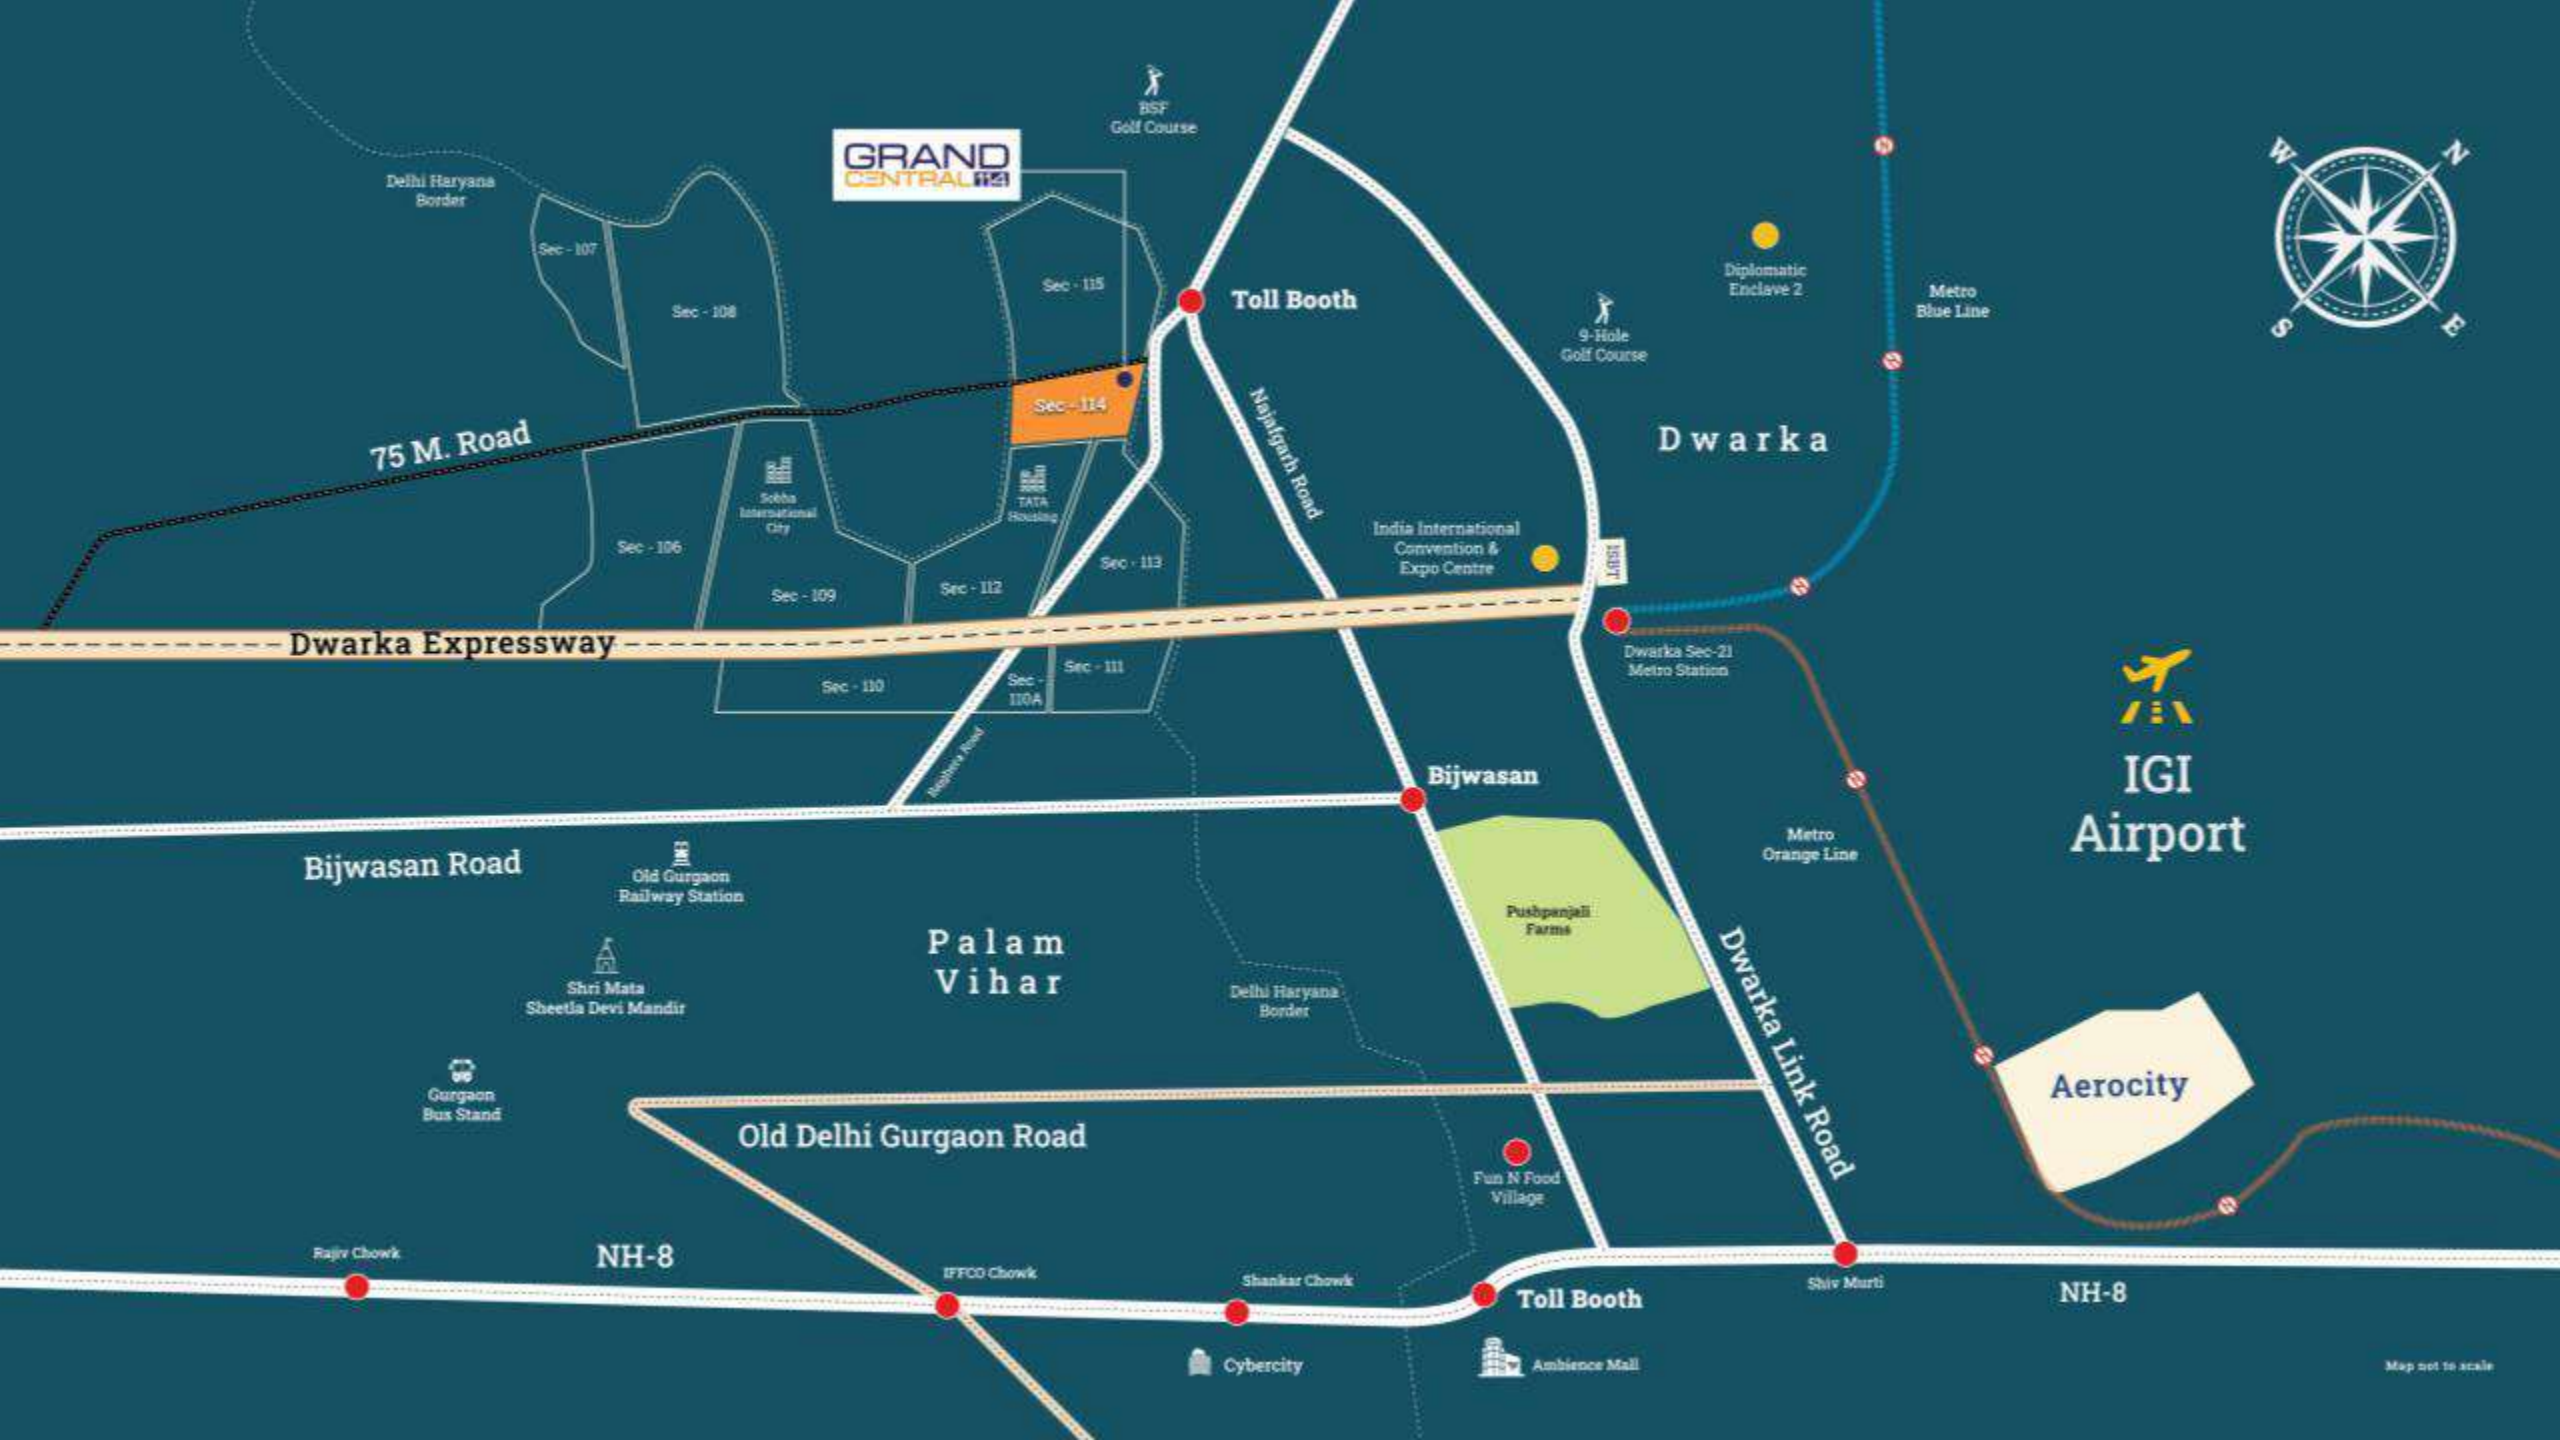 BSF
Golf Course
GRAND
CENTRAL 114
W
N
S
E
Delhi Haryana
Border
Sec - 107
Sec - 108
Sec - 115
Toll Booth
Diplomatic
Enclave 2
Metro
Blue Line
9-Hole
Golf Course
Sec - 114
Dwarka
75 M. Road
Najafgarh Road
Sobha
International
City
TATA
Housing
India International
Convention &
Expo Centre
ISBT
Sec - 106
Sec - 109
Sec - 112
Sec - 113
Dwarka Expressway
Dwarka Sec-21
Metro Station
Sec - 110
Sec -
110A
Sec - 111
IGI
Airport
Bijwasan
Metro
Orange Line
Bijwasan Road
Old Gurgaon
Railway Station
Pushpanjali
Farms
Palam
Vihar
Shri Mata
Sheetla Devi Mandir
Delhi Haryana
Border
Dwarka Link Road
Aerocity
Gurgaon
Bus Stand
Old Delhi Gurgaon Road
Fun N Food
Village
Rajiv Chowk
NH-8
IFFCO Chowk
Shankar Chowk
Toll Booth
Shiv Murti
NH-8
Cybercity
Ambience Mall
Map not to scale